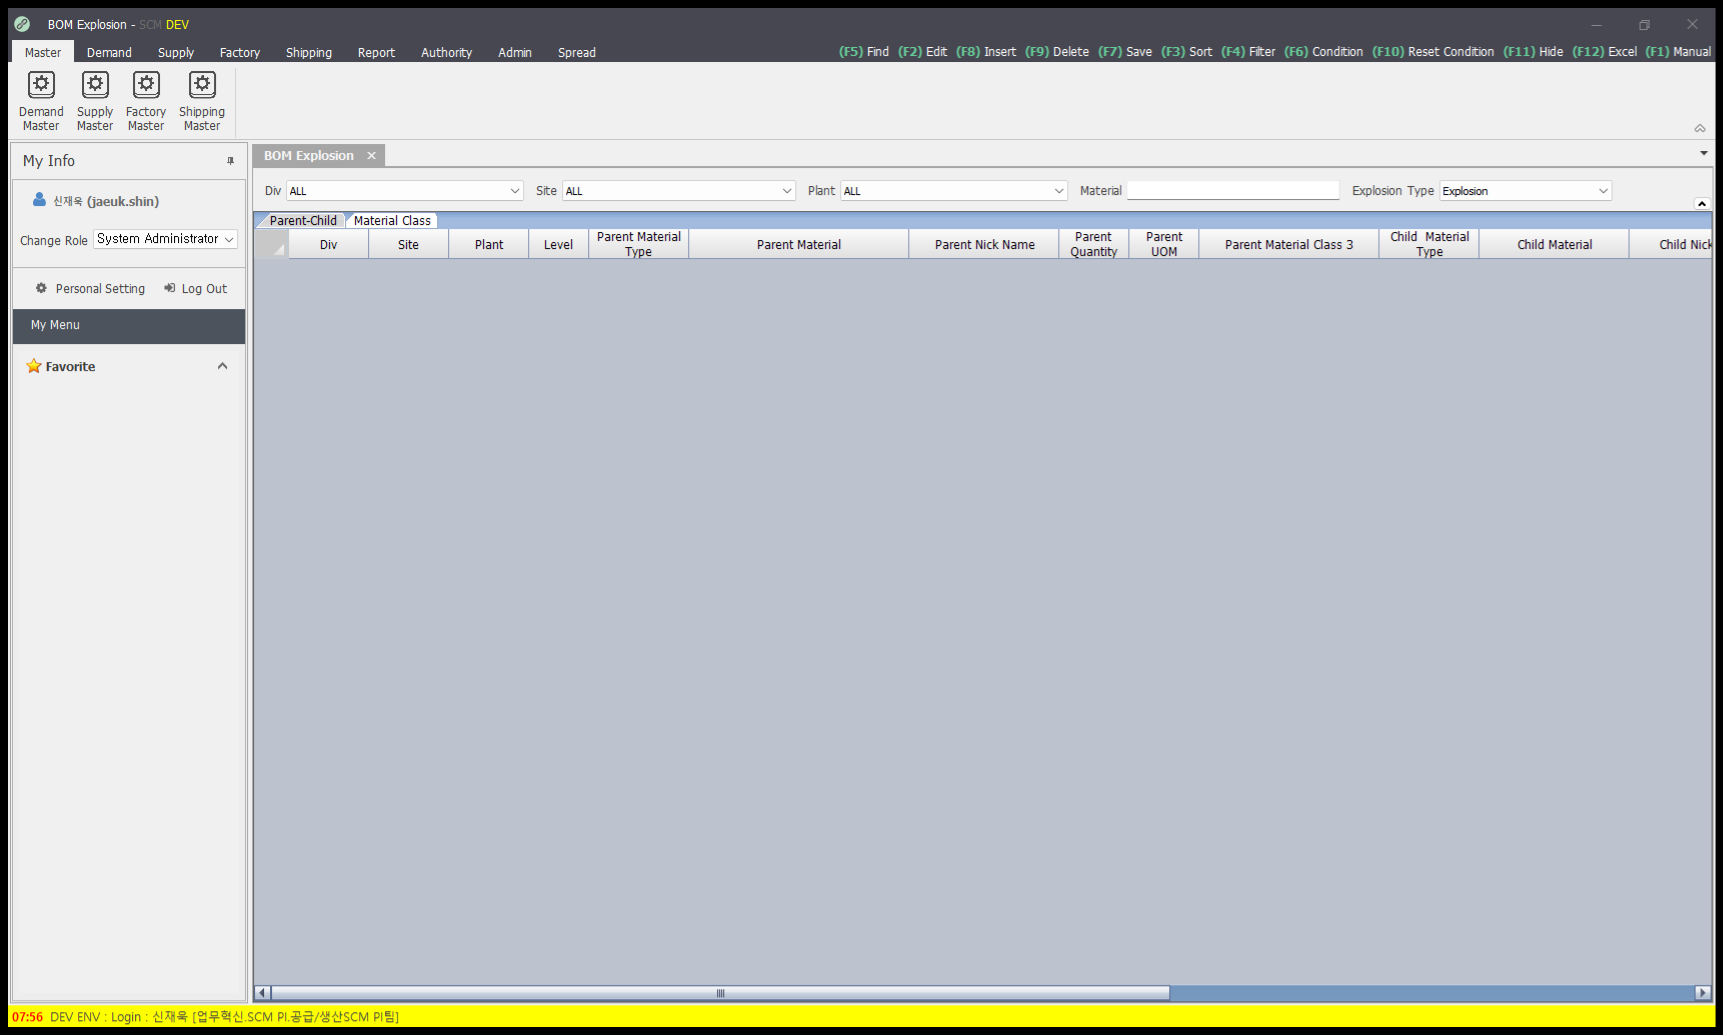 BOM Explosion - SCM DEV
Master Demand Supply Factory Shipping Report Authority Admin Spread (F5) Find (F2) Edit (F8) Insert (F9) Delete (F7) Save (F3) Sort (F4) Filter (F6) Condition (F10) Reset Condition (F11) Hide (F12) Excel (F1) Manual
Demand Master Supply Master Factory Master Shipping Master
My Info
신재욱 (jaeuk.shin)
Change Role System Administrator
Personal Setting Log Out
My Menu
Favorite
BOM Explosion
Div ALL Site ALL Plant ALL Material Explosion Type Explosion
Parent-Child Material Class
Div Site Plant Level Parent Material Type Parent Material Parent Nick Name Parent Quantity Parent UOM Parent Material Class 3 Child Material Type Child Material Child Nick
07:56 DEV ENV : Login : 신재욱 [업무혁신.SCM PI.공급/생산SCM PI팀]